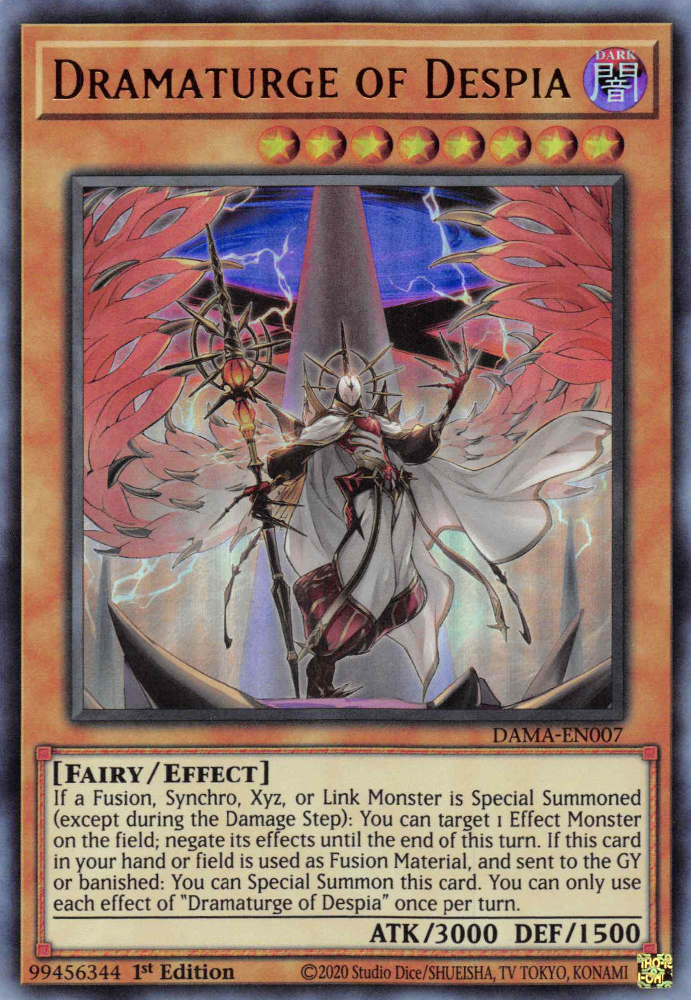 DRAMATURGE OF DESPIA
DARK
闇
DAMA-EN007
[FAIRY/EFFECT]
If a Fusion, Synchro, Xyz, or Link Monster is Special Summoned
(except during the Damage Step): You can target 1 Effect Monster
on the field; negate its effects until the end of this turn. If this card
in your hand or field is used as Fusion Material, and sent to the GY
or banished: You can Special Summon this card. You can only use
each effect of "Dramaturge of Despia" once per turn.
ATK/3000 DEF/1500
99456344 1st Edition ©2020 Studio Dice/SHUEISHA, TV TOKYO, KONAMI